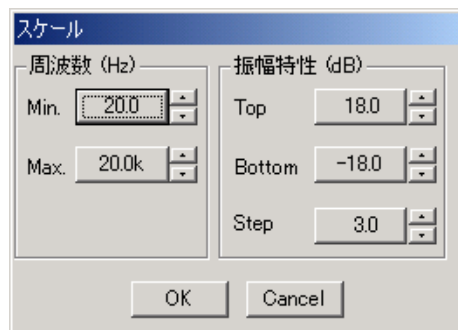 スケール
周波数 (Hz)
Min. 20.0
Max. 20.0k
振幅特性 (dB)
Top 18.0
Bottom -18.0
Step 3.0
OK Cancel